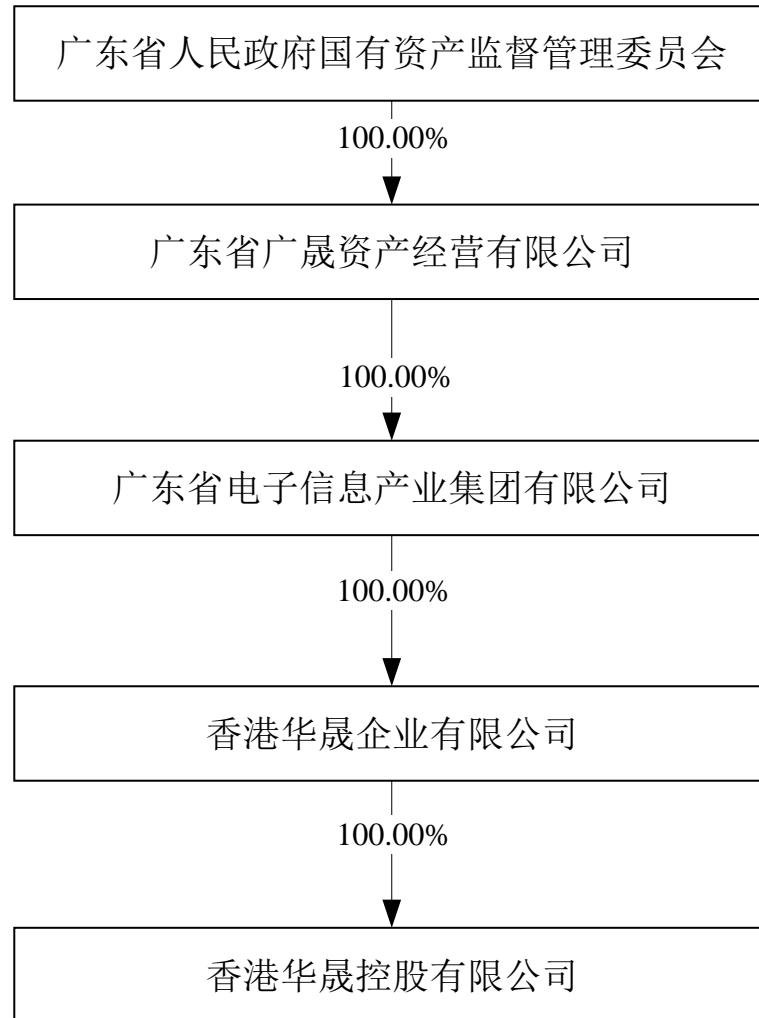 广东省人民政府国有资产监督管理委员会
100.00%
广东省广晟资产经营有限公司
100.00%
广东省电子信息产业集团有限公司
100.00%
香港华晟企业有限公司
100.00%
香港华晟控股有限公司